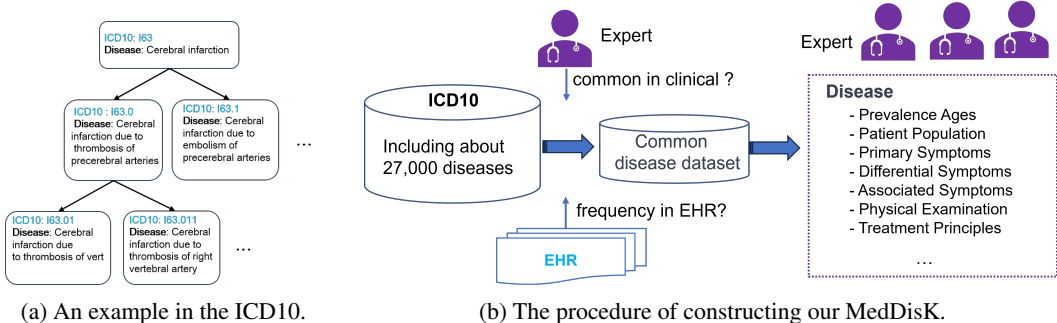 ICD10: I63
Disease: Cerebral infarction
ICD10 : I63.0
Disease: Cerebral
infarction due to
thrombosis of
precerebral arteries
ICD10: I63.1
Disease: Cerebral
infarction due to
embolism of
precerebral arteries
...
ICD10: I63.01
Disease: Cerebral
infarction due
to thrombosis of vert
ICD10: I63.011
Disease: Cerebral
infarction due to
thrombosis of right
vertebral artery
...
(a) An example in the ICD10.
Expert
common in clinical ?
ICD10
Including about
27,000 diseases
Common
disease dataset
frequency in EHR?
EHR
Expert
Disease
- Prevalence Ages
- Patient Population
- Primary Symptoms
- Differential Symptoms
- Associated Symptoms
- Physical Examination
- Treatment Principles
...
(b) The procedure of constructing our MedDisK.